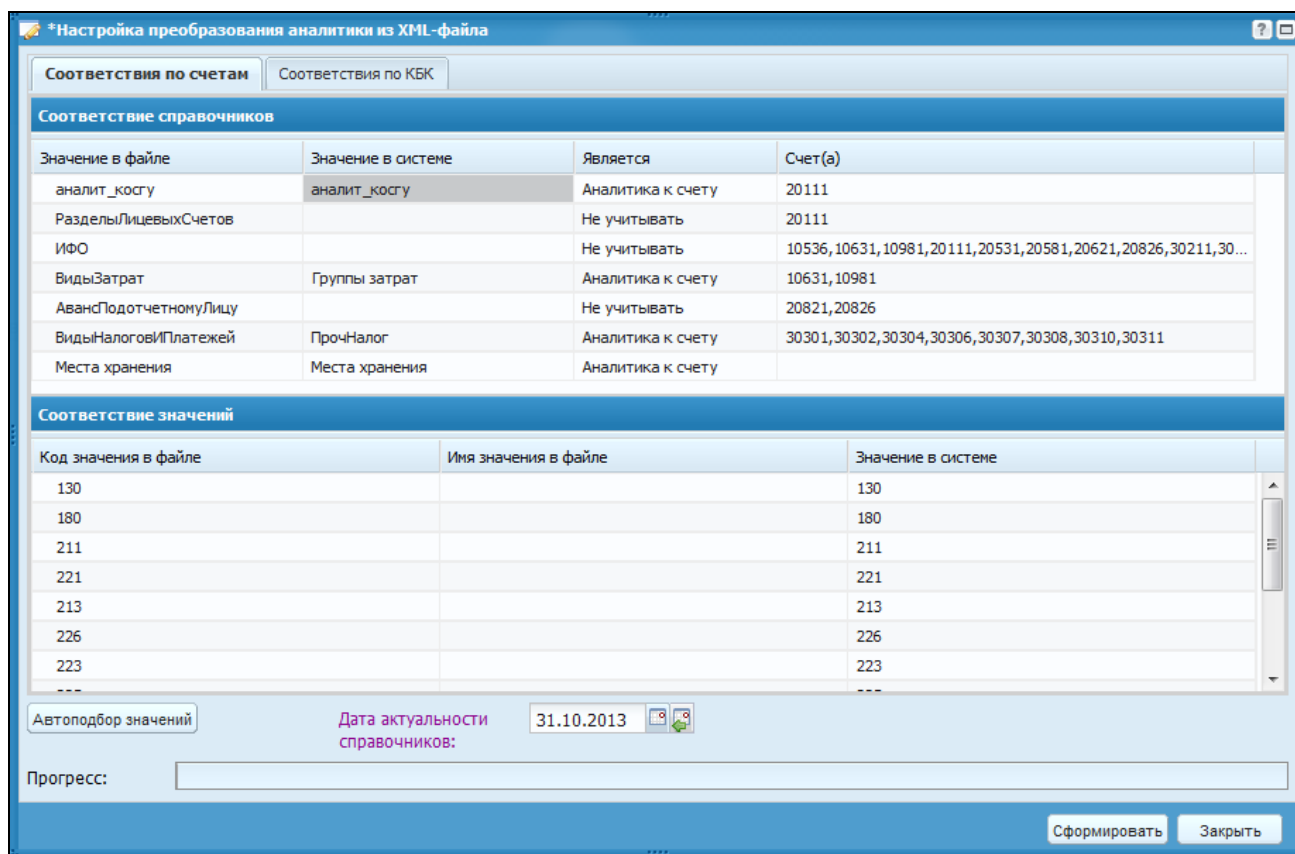 *Настройка преобразования аналитики из XML-файла ?
Соответствия по счетам Соответствия по КБК
Соответствие справочников
Значение в файле Значение в системе Является Счет(а)
аналит_косгу аналит_косгу Аналитика к счету 20111
РазделыЛицевыхСчетов Не учитывать 20111
ИФО Не учитывать 10536,10631,10981,20111,20531,20581,20621,20826,30211,30...
ВидыЗатрат Группы затрат Аналитика к счету 10631,10981
АвансПодотчетномуЛицу Не учитывать 20821,20826
ВидыНалоговИПлатежей ПрочНалог Аналитика к счету 30301,30302,30304,30306,30307,30308,30310,30311
Места хранения Места хранения Аналитика к счету
Соответствие значений
Код значения в файле Имя значения в файле Значение в системе
130 130
180 180
211 211
221 221
213 213
226 226
223 223
Автоподбор значений Дата актуальности справочников: 31.10.2013
Прогресс:
Сформировать Закрыть